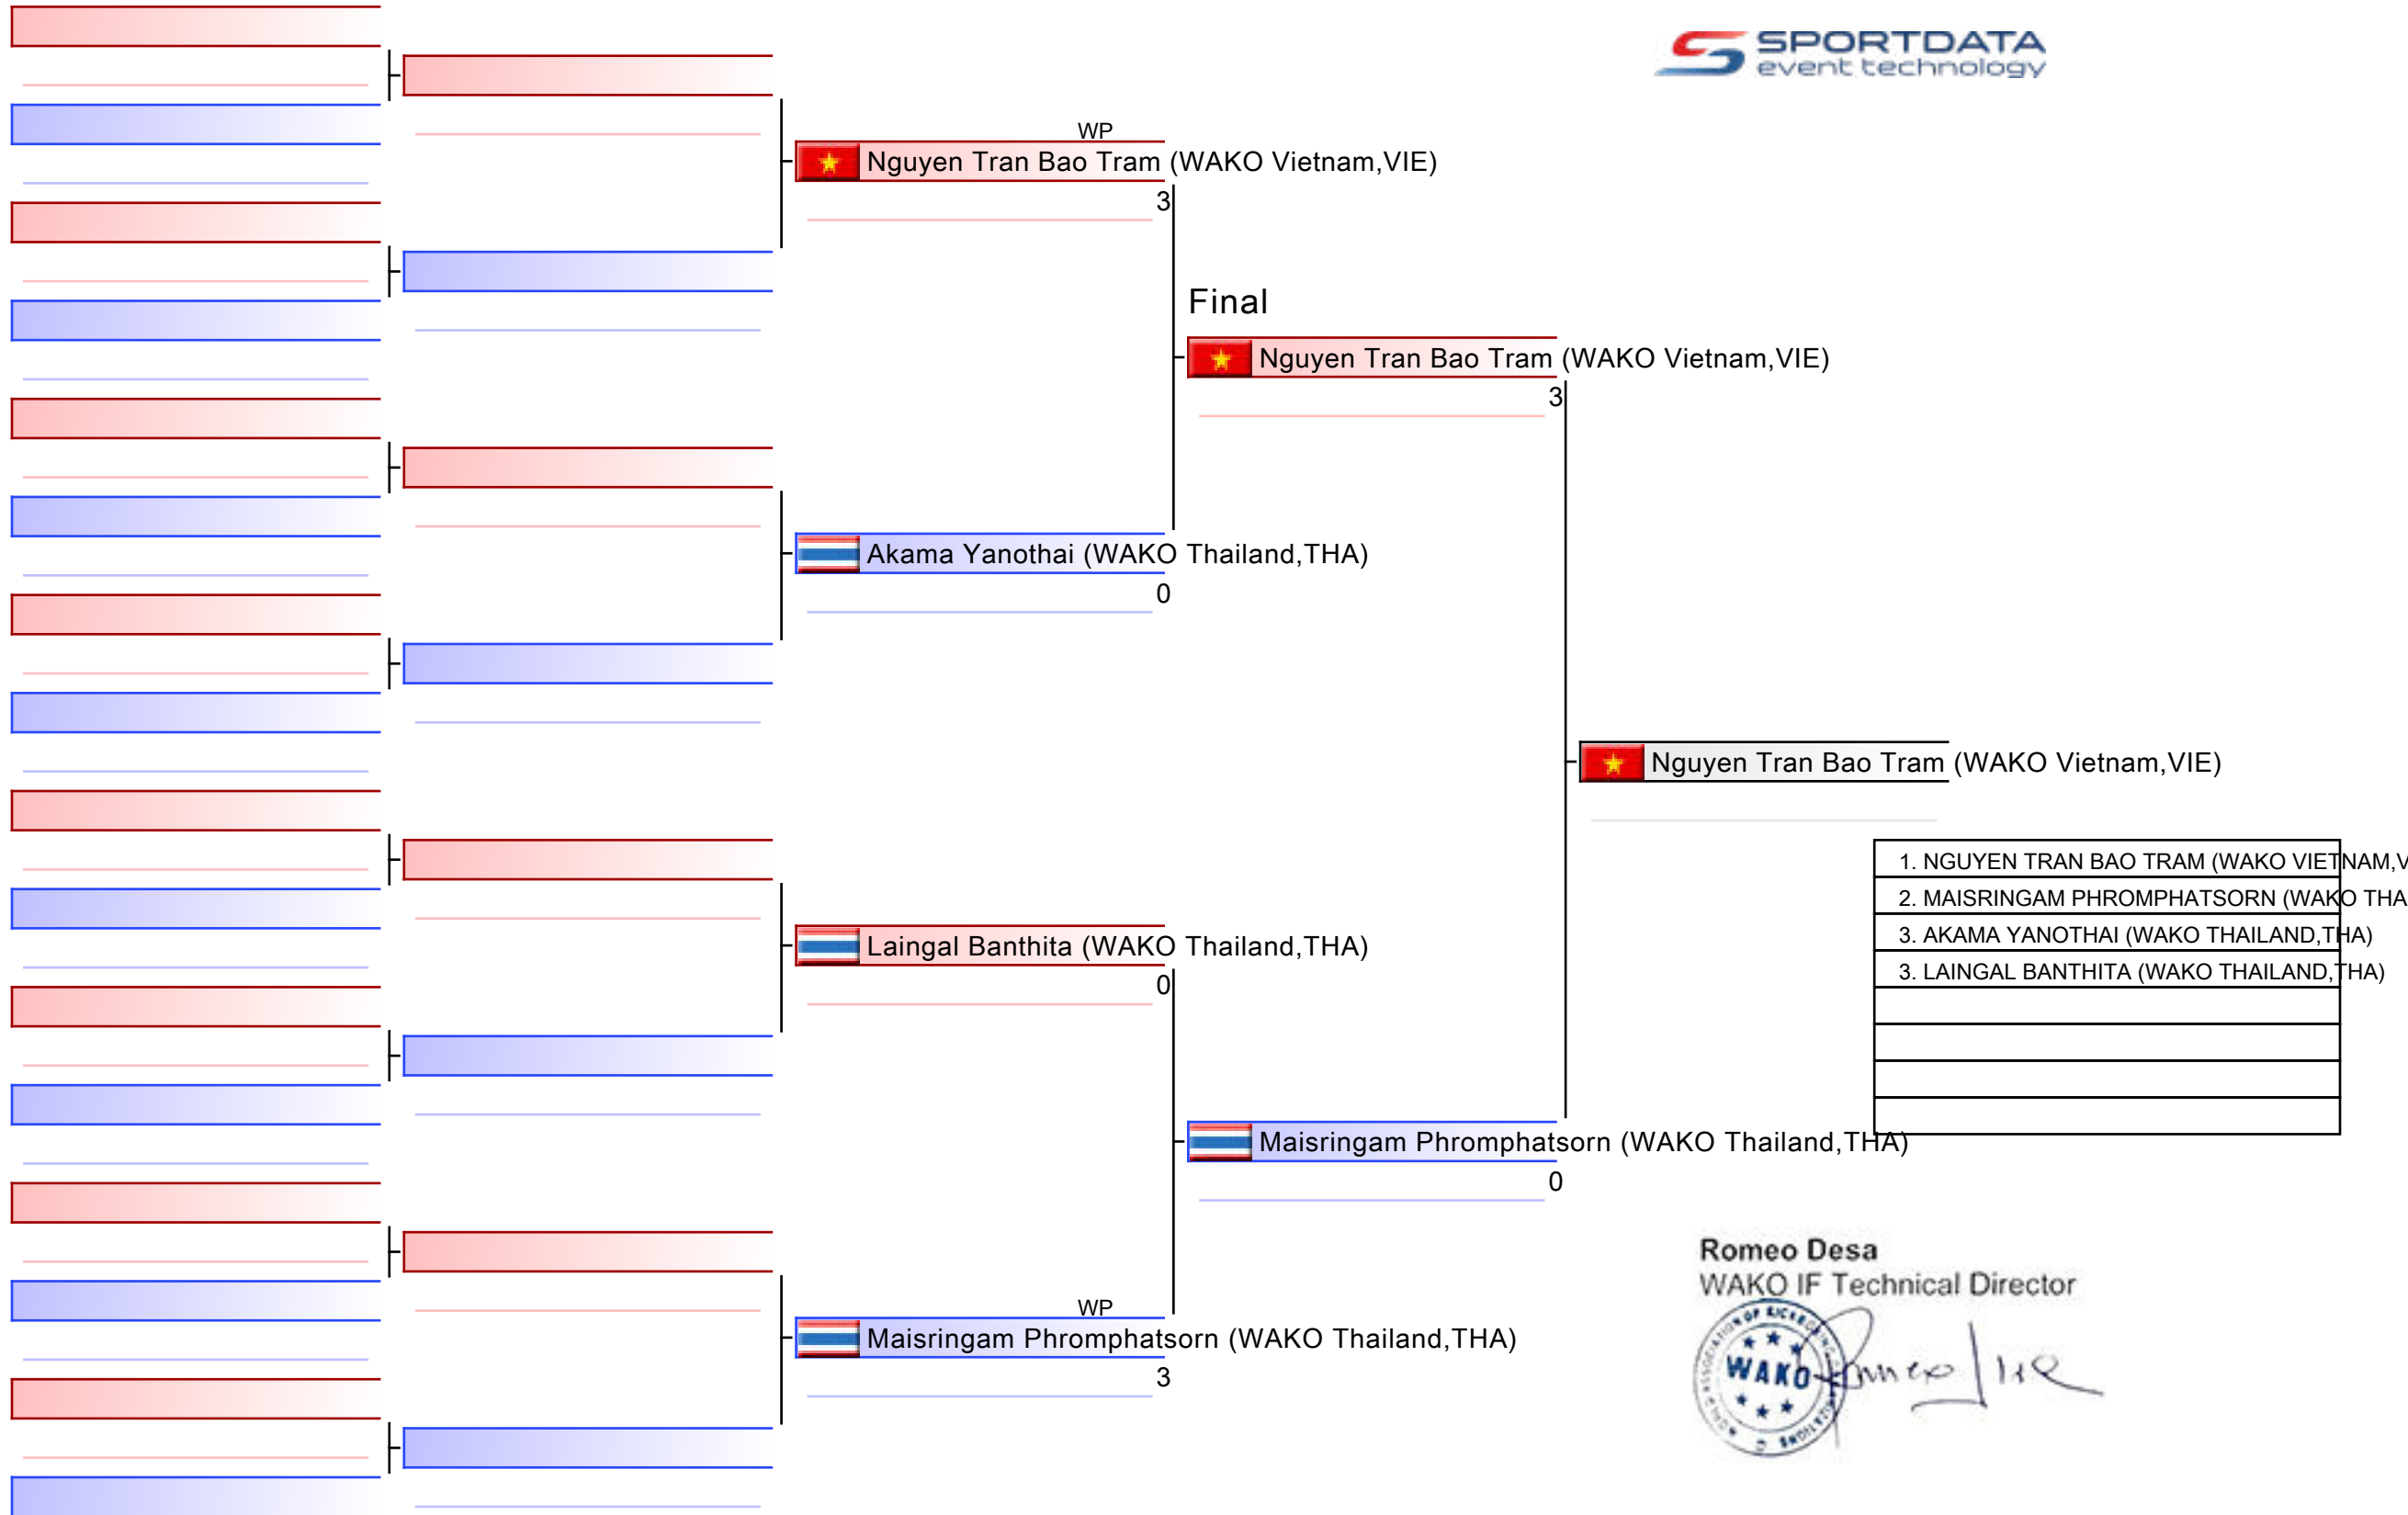 SPORTDATA
event technology
WP
Nguyen Tran Bao Tram (WAKO Vietnam,VIE)
3
Final
Nguyen Tran Bao Tram (WAKO Vietnam,VIE)
3
Akama Yanothai (WAKO Thailand,THA)
0
Nguyen Tran Bao Tram (WAKO Vietnam,VIE)
1. NGUYEN TRAN BAO TRAM (WAKO VIETNAM,V
2. MAISRINGAM PHROMPHATSORN (WAKO THA
3. AKAMA YANOTHAI (WAKO THAILAND,THA)
3. LAINGAL BANTHITA (WAKO THAILAND,THA)
Laingal Banthita (WAKO Thailand,THA)
0
Maisringam Phromphatsorn (WAKO Thailand,THA)
0
WP
Maisringam Phromphatsorn (WAKO Thailand,THA)
3
Romeo Desa
WAKO IF Technical Director
WAKO